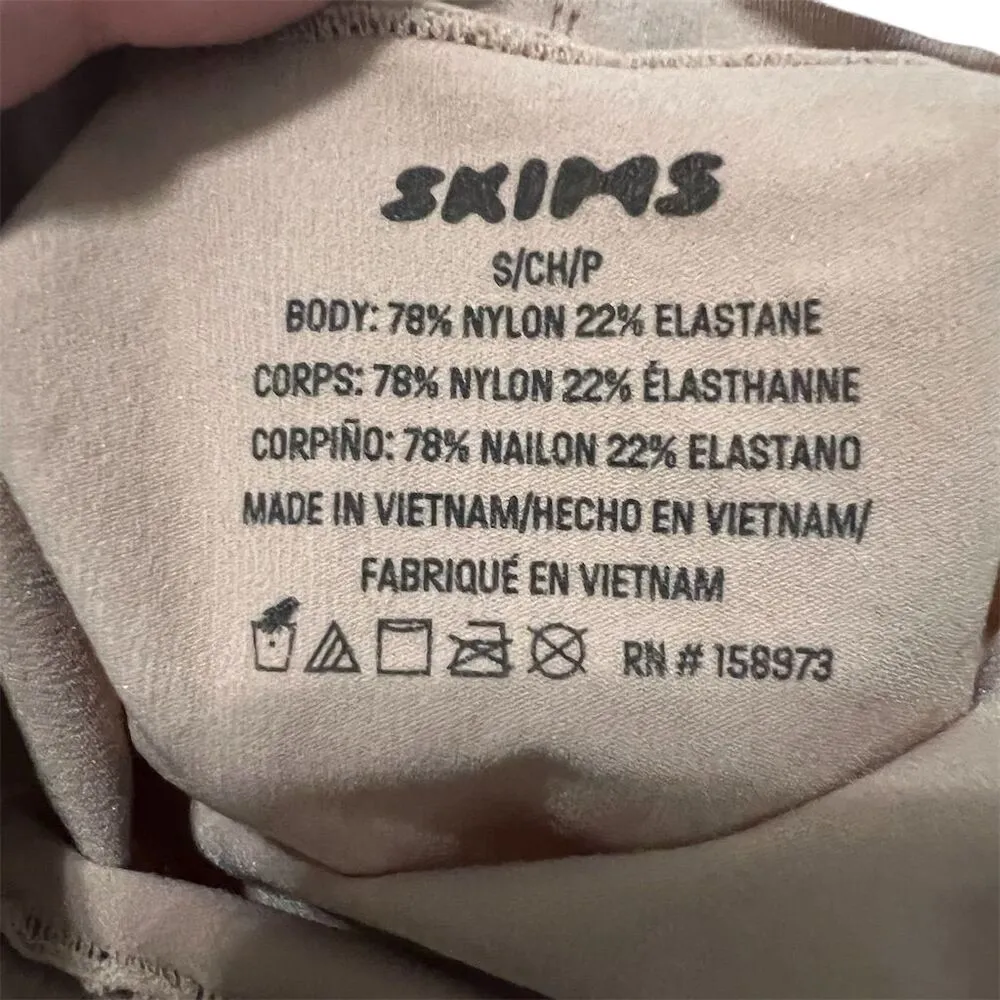 SKIMS
S/CH/P
BODY: 78% NYLON 22% ELASTANE
CORPS: 78% NYLON 22% ÉLASTHANNE
CORPIÑO: 78% NAILON 22% ELASTANO
MADE IN VIETNAM/HECHO EN VIETNAM/
FABRIQUÉ EN VIETNAM
RN # 158973